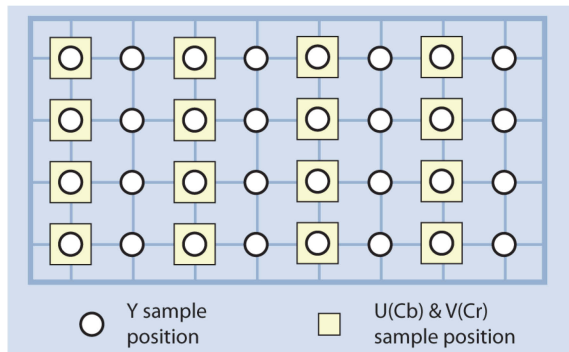 Y sample
position
U(Cb) & V(Cr)
sample position